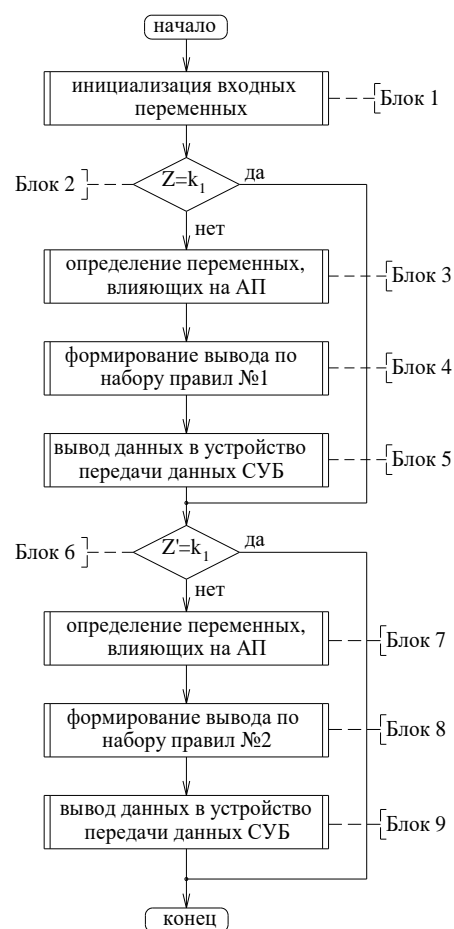 начало
инициализация входных
переменных
Блок 1
Блок 2
Z=k₁
да
нет
определение переменных,
влияющих на АП
Блок 3
формирование вывода по
набору правил №1
Блок 4
вывод данных в устройство
передачи данных СУБ
Блок 5
Блок 6
Z'=k₁
да
нет
определение переменных,
влияющих на АП
Блок 7
формирование вывода по
набору правил №2
Блок 8
вывод данных в устройство
передачи данных СУБ
Блок 9
конец